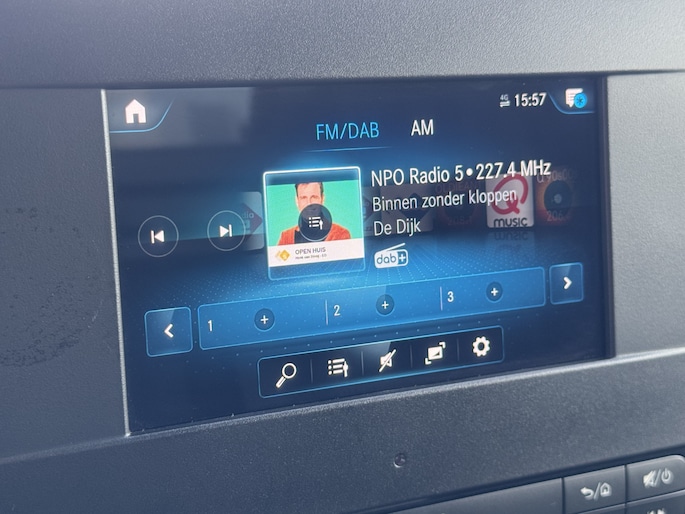 4G 15:57
FM/DAB AM
NPO Radio 5 • 227.4 MHz
Binnen zonder kloppen
De Dijk
dab+
OPEN HUIS
Q
music
1 + 2 + 3 +